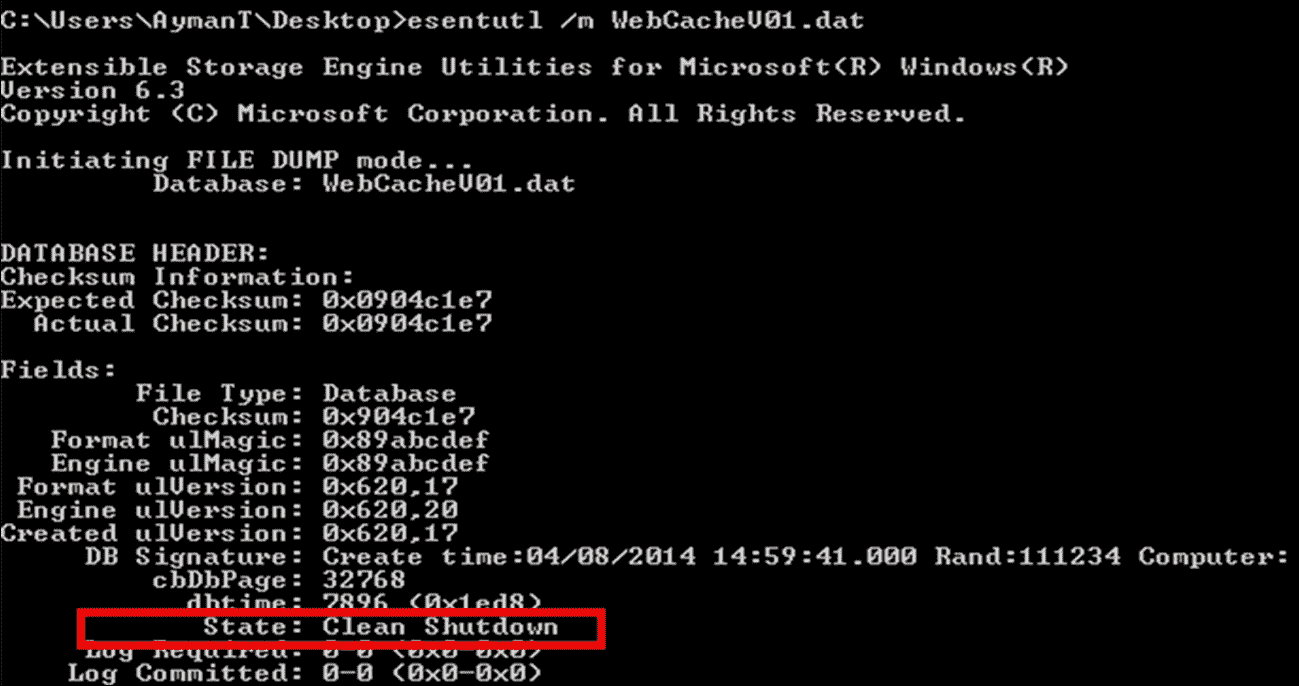 C:\Users\AymanT\Desktop>esentutl /m WebCacheV01.dat
Extensible Storage Engine Utilities for Microsoft(R) Windows(R)
Version 6.3
Copyright (C) Microsoft Corporation. All Rights Reserved.
Initiating FILE DUMP mode...
Database: WebCacheV01.dat
DATABASE HEADER:
Checksum Information:
Expected Checksum: 0x0904c1e7
Actual Checksum: 0x0904c1e7
Fields:
File Type: Database
Checksum: 0x904c1e7
Format ulMagic: 0x89abcdef
Engine ulMagic: 0x89abcdef
Format ulVersion: 0x620,17
Engine ulVersion: 0x620,20
Created ulVersion: 0x620,17
DB Signature: Create time:04/08/2014 14:59:41.000 Rand:111234 Computer:
cbDbPage: 32768
dbtime: 7896 (0x1ed8)
State: Clean Shutdown
Log Required: 0-0 (0x0-0x0)
Log Committed: 0-0 (0x0-0x0)